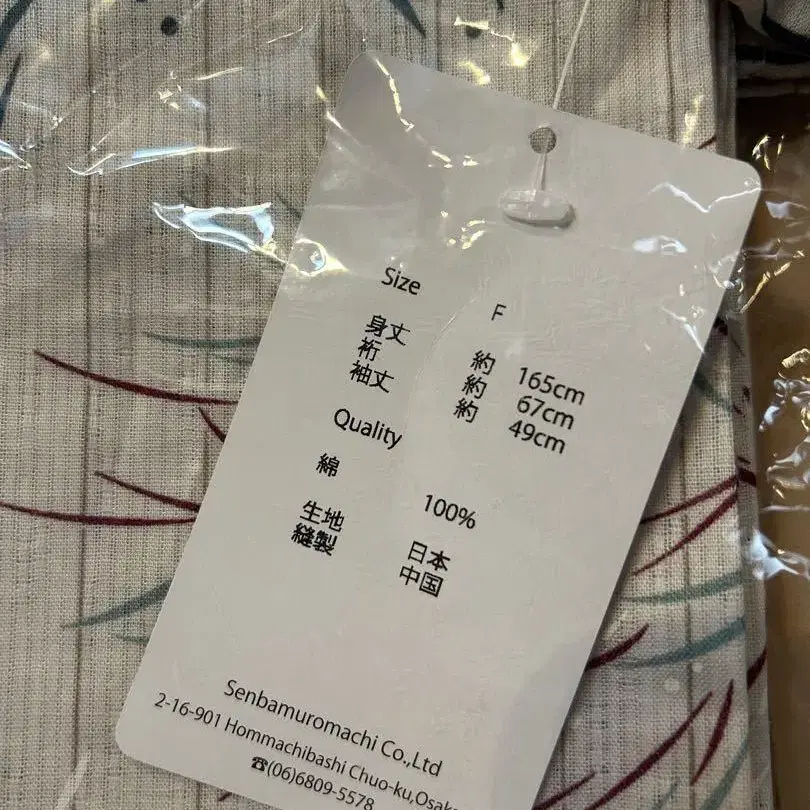 Size F
身丈 約 165cm
裄 約 67cm
袖丈 約 49cm
Quality
綿 100%
生地 日本
縫製 中国
Senbamuromachi Co.,Ltd
2-16-901 Hommachibashi Chuo-ku,Osaka
☎(06)6809-5578